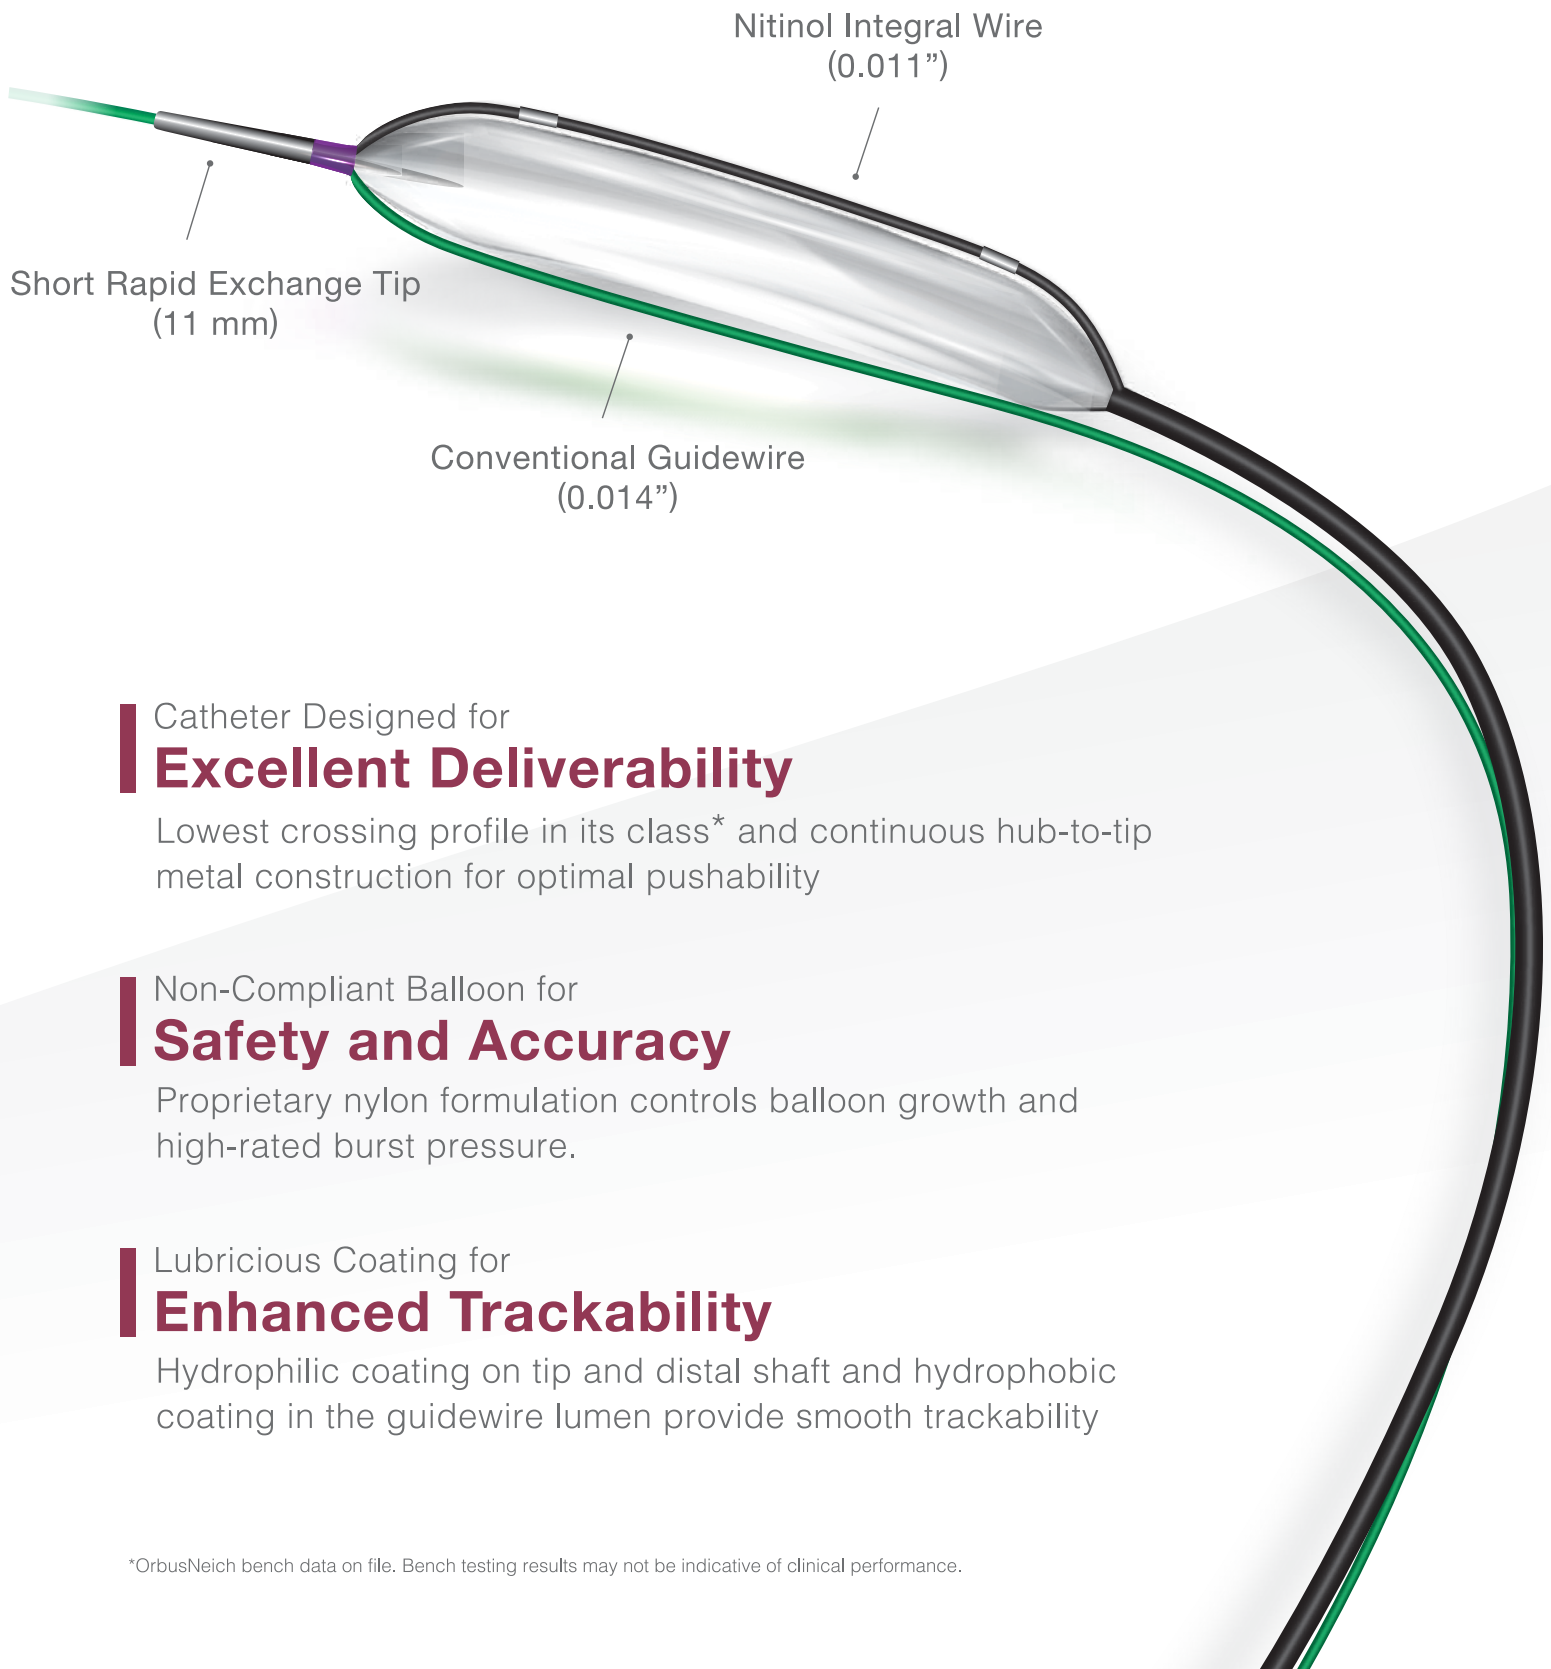 Nitinol Integral Wire
(0.011”)
Short Rapid Exchange Tip
(11 mm)
Conventional Guidewire
(0.014”)
Catheter Designed for
Excellent Deliverability
Lowest crossing profile in its class* and continuous hub-to-tip
metal construction for optimal pushability
Non-Compliant Balloon for
Safety and Accuracy
Proprietary nylon formulation controls balloon growth and
high-rated burst pressure.
Lubricious Coating for
Enhanced Trackability
Hydrophilic coating on tip and distal shaft and hydrophobic
coating in the guidewire lumen provide smooth trackability
*OrbusNeich bench data on file. Bench testing results may not be indicative of clinical performance.